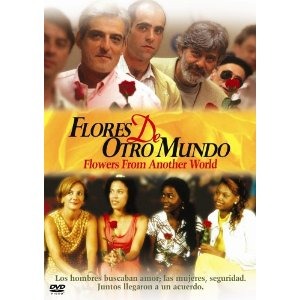 FLORES DE
OTRO MUNDO
Flowers From Another World
DVD
Los hombres buscaban amor; las mujeres, seguridad.
Juntos llegaron a un acuerdo.